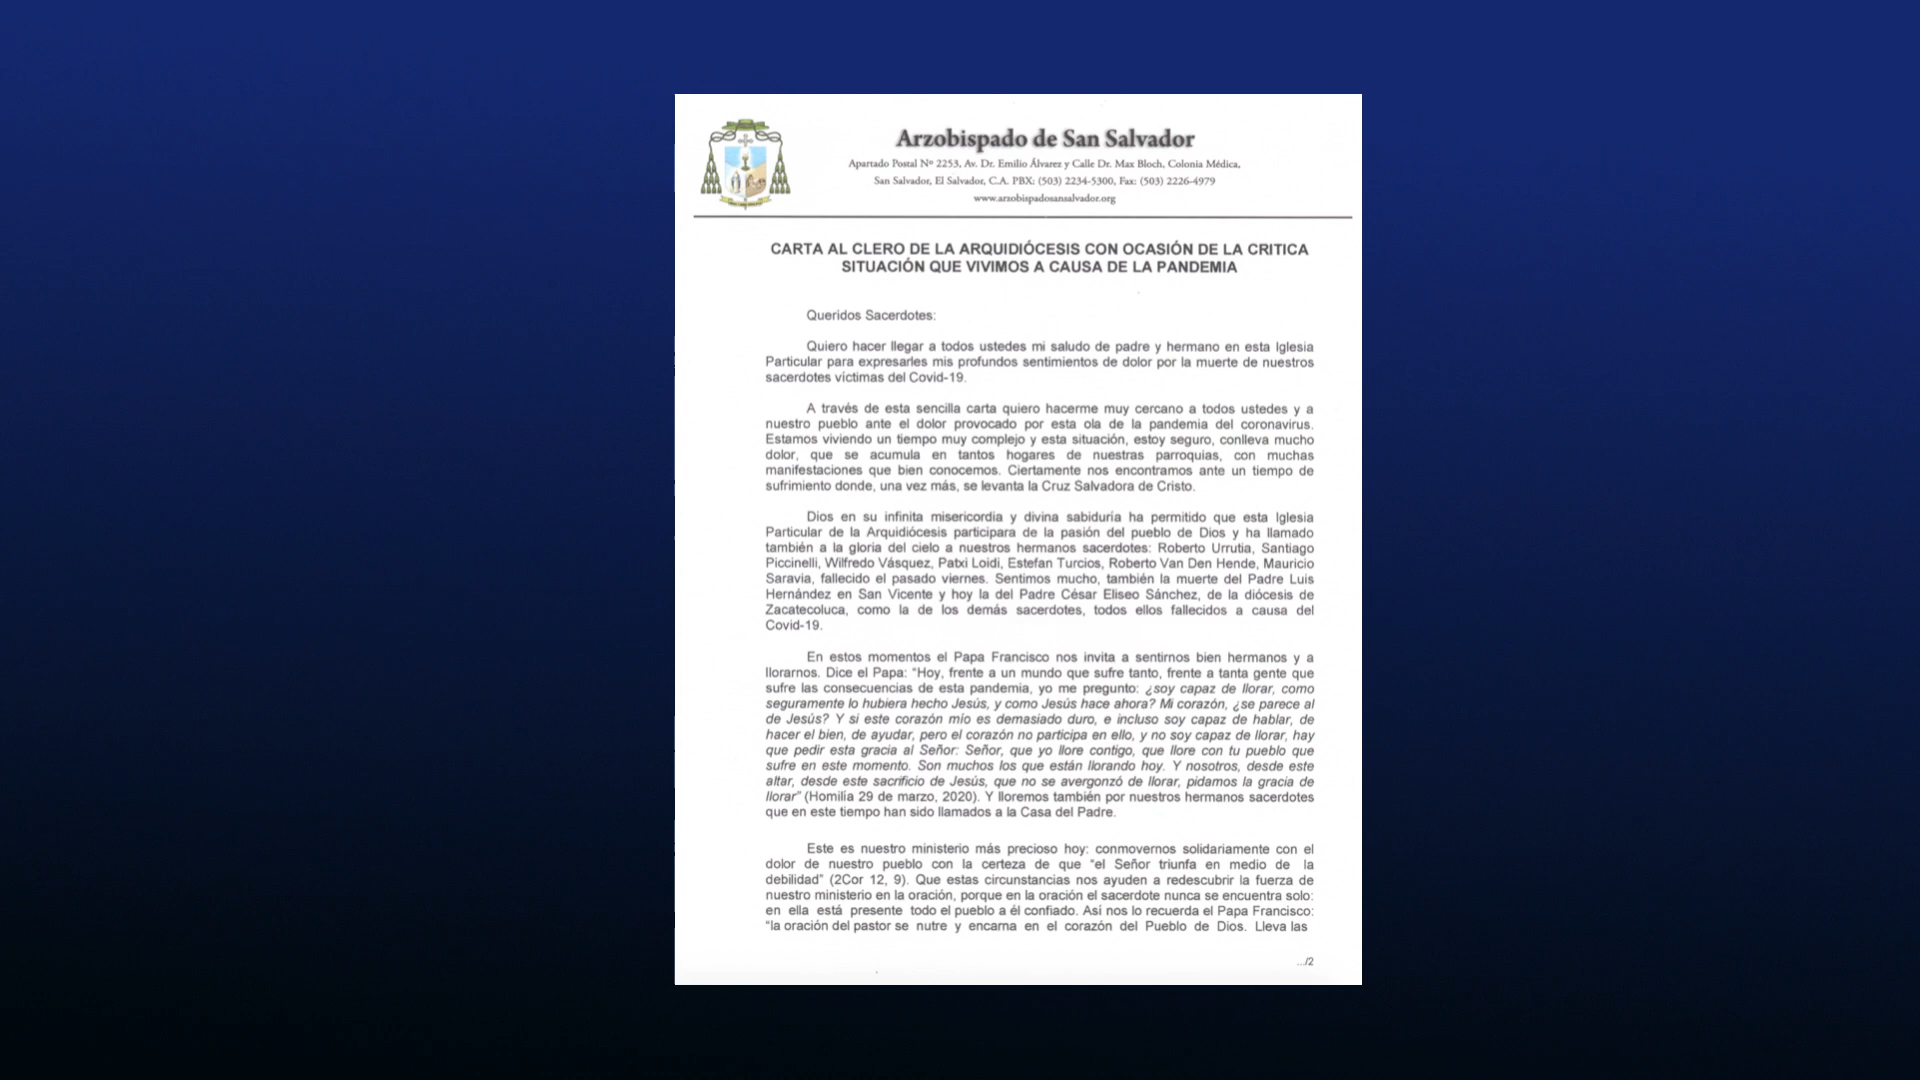 Arzobispado de San Salvador
Apartado Postal Nº 2253, Av. Dr. Emilio Álvarez y Calle Dr. Max Bloch, Colonia Médica,
San Salvador, El Salvador, C.A. PBX: (503) 2234-5300, Fax: (503) 2226-4979
www.arzobispadosansalvador.org
CARTA AL CLERO DE LA ARQUIDIÓCESIS CON OCASIÓN DE LA CRITICA
SITUACIÓN QUE VIVIMOS A CAUSA DE LA PANDEMIA
Queridos Sacerdotes:
Quiero hacer llegar a todos ustedes mi saludo de padre y hermano en esta Iglesia
Particular para expresarles mis profundos sentimientos de dolor por la muerte de nuestros
sacerdotes víctimas del Covid-19.
A través de esta sencilla carta quiero hacerme muy cercano a todos ustedes y a
nuestro pueblo ante el dolor provocado por esta ola de la pandemia del coronavirus.
Estamos viviendo un tiempo muy complejo y esta situación, estoy seguro, conlleva mucho
dolor, que se acumula en tantos hogares de nuestras parroquias, con muchas
manifestaciones que bien conocemos. Ciertamente nos encontramos ante un tiempo de
sufrimiento donde, una vez más, se levanta la Cruz Salvadora de Cristo.
Dios en su infinita misericordia y divina sabiduría ha permitido que esta Iglesia
Particular de la Arquidiócesis participara de la pasión del pueblo de Dios y ha llamado
también a la gloria del cielo a nuestros hermanos sacerdotes: Roberto Urrutia, Santiago
Piccinelli, Wilfredo Vásquez, Patxi Loidi, Estefan Turcios, Roberto Van Den Hende, Mauricio
Saravia, fallecido el pasado viernes. Sentimos mucho, también la muerte del Padre Luis
Hernández en San Vicente y hoy la del Padre César Eliseo Sánchez, de la diócesis de
Zacatecoluca, como la de los demás sacerdotes, todos ellos fallecidos a causa del
Covid-19.
En estos momentos el Papa Francisco nos invita a sentirnos bien hermanos y a
llorarnos. Dice el Papa: “Hoy, frente a un mundo que sufre tanto, frente a tanta gente que
sufre las consecuencias de esta pandemia, yo me pregunto: ¿soy capaz de llorar, como
seguramente lo hubiera hecho Jesús, y como Jesús hace ahora? Mi corazón, ¿se parece al
de Jesús? Y si este corazón mío es demasiado duro, e incluso soy capaz de hablar, de
hacer el bien, de ayudar, pero el corazón no participa en ello, y no soy capaz de llorar, hay
que pedir esta gracia al Señor: Señor, que yo llore contigo, que llore con tu pueblo que
sufre en este momento. Son muchos los que están llorando hoy. Y nosotros, desde este
altar, desde este sacrificio de Jesús, que no se avergonzó de llorar, pidamos la gracia de
llorar” (Homilía 29 de marzo, 2020). Y lloremos también por nuestros hermanos sacerdotes
que en este tiempo han sido llamados a la Casa del Padre.
Este es nuestro ministerio más precioso hoy: conmovernos solidariamente con el
dolor de nuestro pueblo con la certeza de que “el Señor triunfa en medio de la
debilidad” (2Cor 12, 9). Que estas circunstancias nos ayuden a redescubrir la fuerza de
nuestro ministerio en la oración, porque en la oración el sacerdote nunca se encuentra solo:
en ella está presente todo el pueblo a él confiado. Así nos lo recuerda el Papa Francisco:
“la oración del pastor se nutre y encarna en el corazón del Pueblo de Dios. Lleva las
.../2